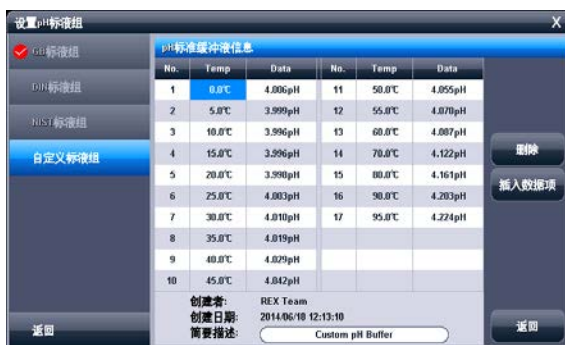 设置pH标液组 X
GB标液组
DIN标液组
NIST标液组
自定义标液组
返回
pH标准缓冲液信息
No. Temp Data No. Temp Data
1 0.0℃ 4.006pH 11 50.0℃ 4.055pH
2 5.0℃ 3.999pH 12 55.0℃ 4.070pH
3 10.0℃ 3.996pH 13 60.0℃ 4.087pH
4 15.0℃ 3.996pH 14 70.0℃ 4.122pH
5 20.0℃ 3.998pH 15 80.0℃ 4.161pH
6 25.0℃ 4.003pH 16 90.0℃ 4.203pH
7 30.0℃ 4.010pH 17 95.0℃ 4.224pH
8 35.0℃ 4.019pH
9 40.0℃ 4.029pH
10 45.0℃ 4.042pH
创建者: REX Team
创建日期: 2014/06/18 12:13:10
简要描述: Custom pH Buffer
删除
插入数据项
返回